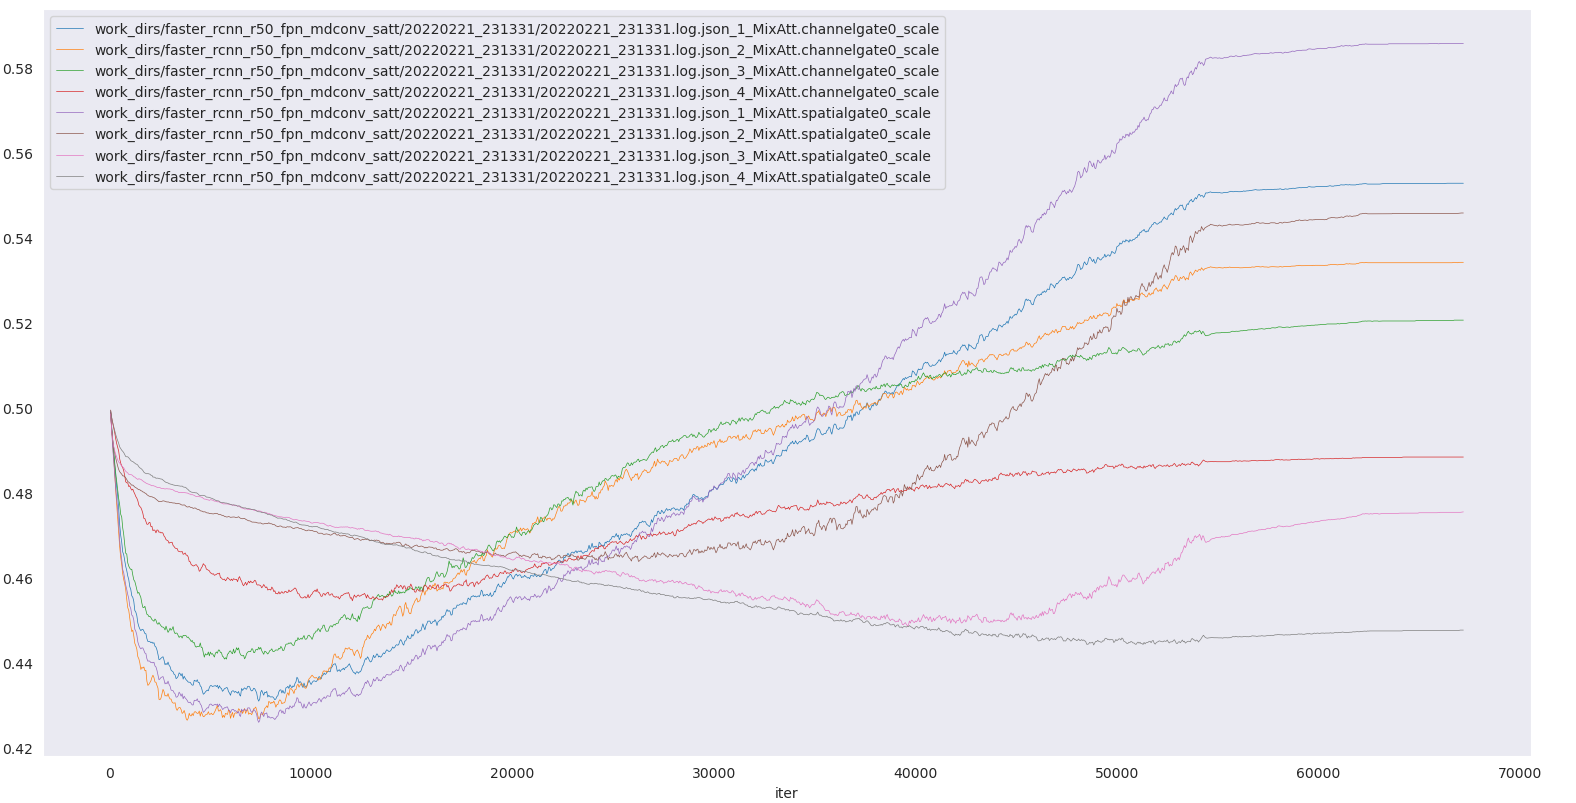 work_dirs/faster_rcnn_r50_fpn_mdconv_satt/20220221_231331/20220221_231331.log.json_1_MixAtt.channelgate0_scale
work_dirs/faster_rcnn_r50_fpn_mdconv_satt/20220221_231331/20220221_231331.log.json_2_MixAtt.channelgate0_scale
work_dirs/faster_rcnn_r50_fpn_mdconv_satt/20220221_231331/20220221_231331.log.json_3_MixAtt.channelgate0_scale
work_dirs/faster_rcnn_r50_fpn_mdconv_satt/20220221_231331/20220221_231331.log.json_4_MixAtt.channelgate0_scale
work_dirs/faster_rcnn_r50_fpn_mdconv_satt/20220221_231331/20220221_231331.log.json_1_MixAtt.spatialgate0_scale
work_dirs/faster_rcnn_r50_fpn_mdconv_satt/20220221_231331/20220221_231331.log.json_2_MixAtt.spatialgate0_scale
work_dirs/faster_rcnn_r50_fpn_mdconv_satt/20220221_231331/20220221_231331.log.json_3_MixAtt.spatialgate0_scale
work_dirs/faster_rcnn_r50_fpn_mdconv_satt/20220221_231331/20220221_231331.log.json_4_MixAtt.spatialgate0_scale
0.58
0.56
0.54
0.52
0.50
0.48
0.46
0.44
0.42
0 10000 20000 30000 40000 50000 60000 70000
iter